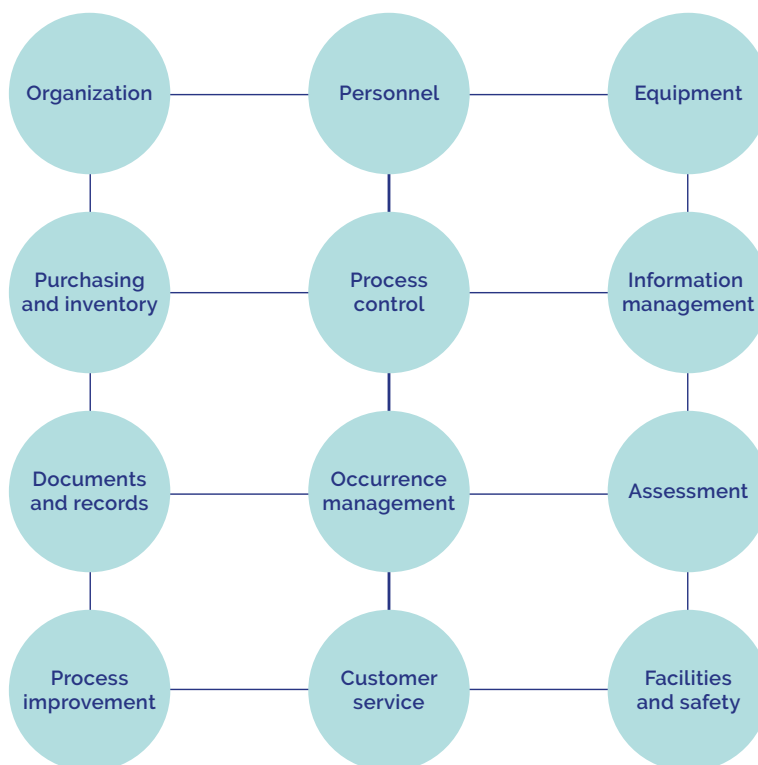 Organization
Personnel
Equipment
Purchasing
and inventory
Process
control
Information
management
Documents
and records
Occurrence
management
Assessment
Process
improvement
Customer
service
Facilities
and safety